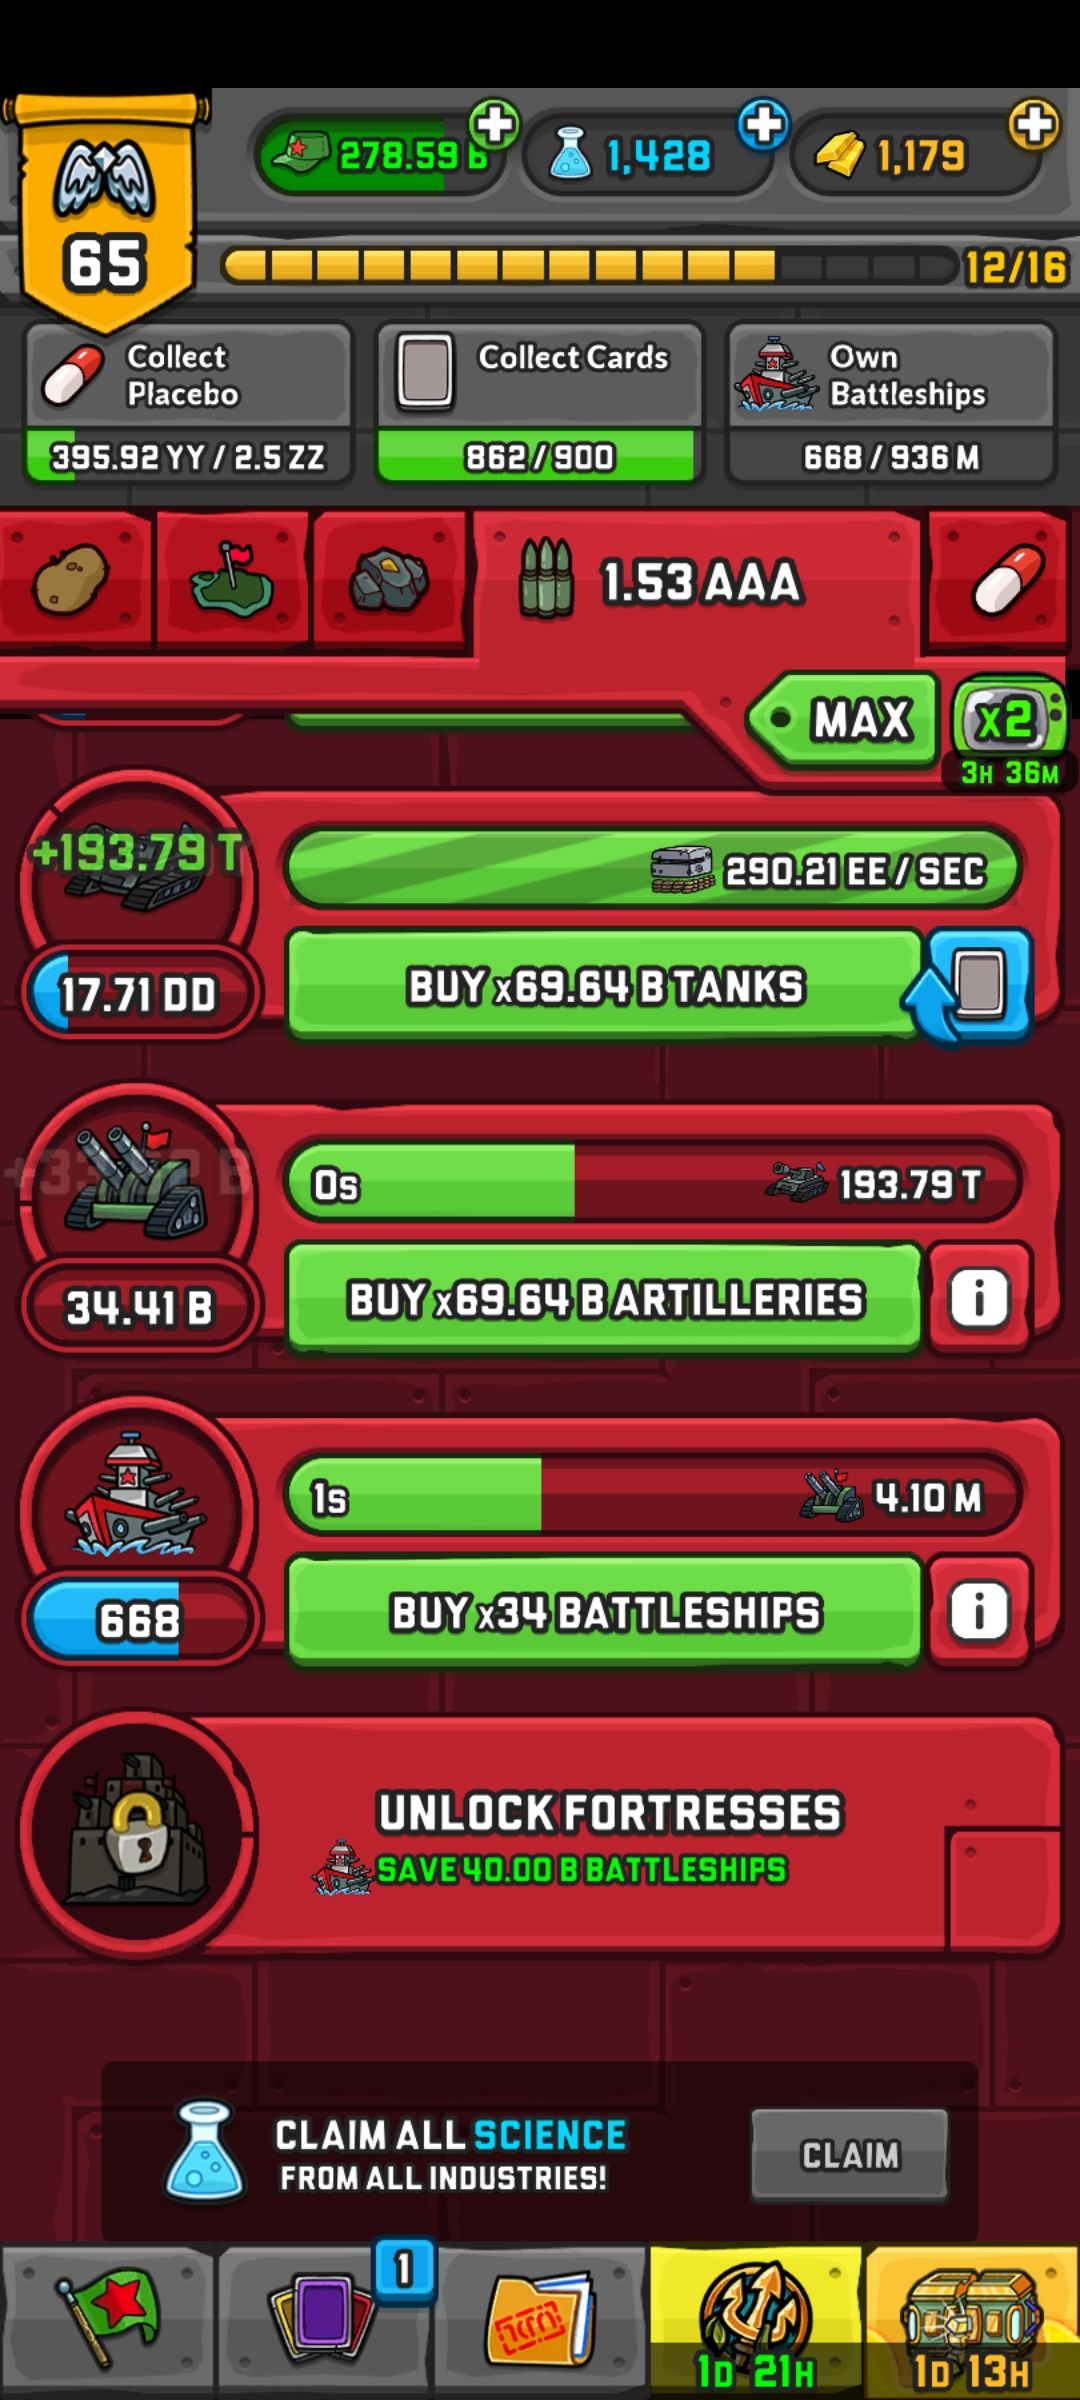 278.59 B
1,428
1,179
65
12/16
Collect
Placebo
Collect Cards
Own
Battleships
395.92 YY / 2.5 ZZ
862/900
668 / 936 M
1.53 AAA
MAX
x2
3H 36M
+193.79 T
290.21 EE / SEC
17.71 DD
BUY x69.64 B TANKS
0s
193.79 T
34.41 B
BUY x69.64 B ARTILLERIES
i
1s
4.10 M
668
BUY x34 BATTLESHIPS
i
UNLOCK FORTRESSES
SAVE 40.00 B BATTLESHIPS
CLAIM ALL SCIENCE
FROM ALL INDUSTRIES!
CLAIM
1
1D 21H
1D 13H